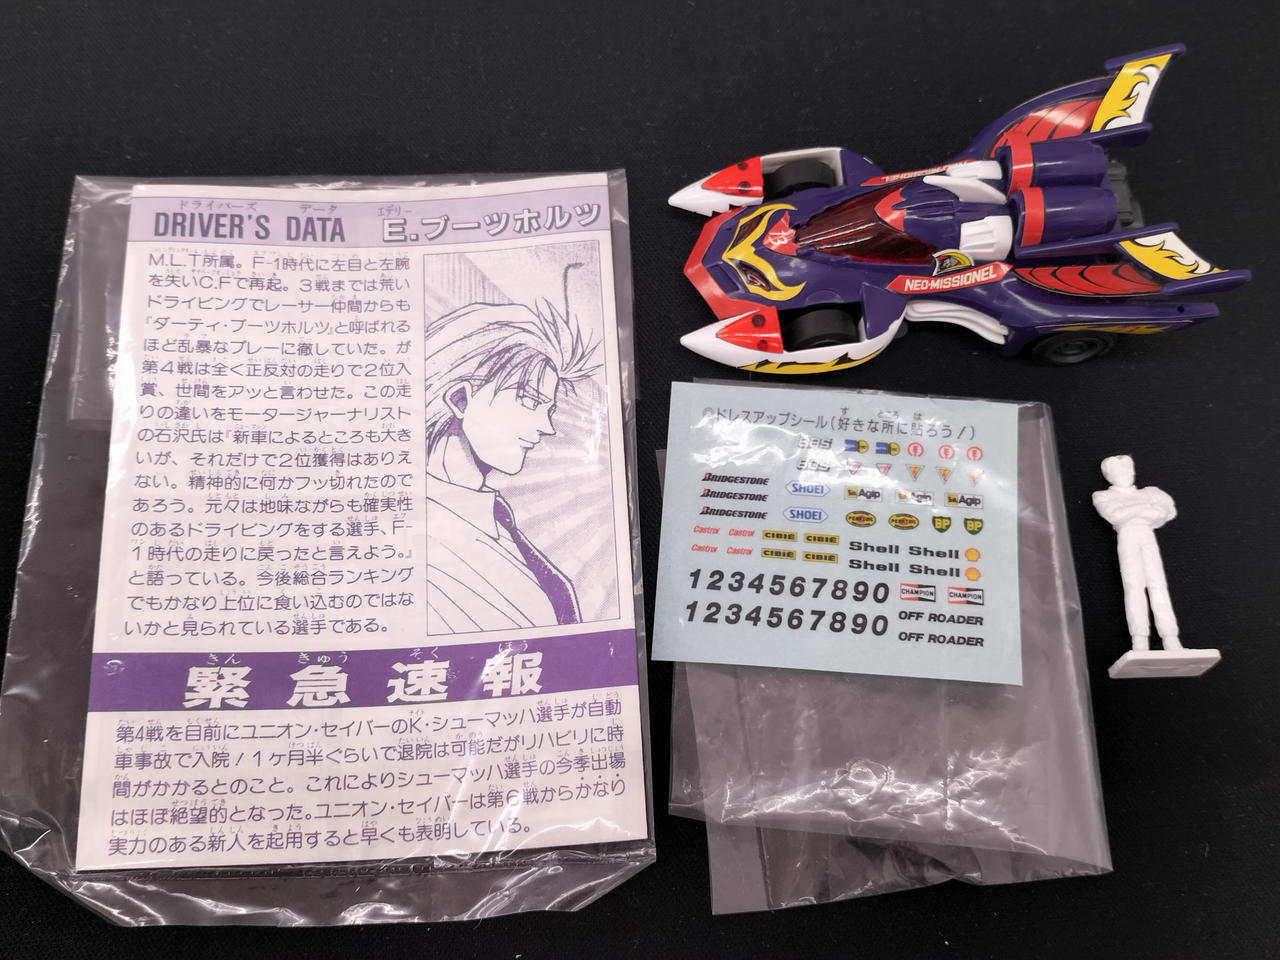 DRIVER'S DATA E.ブーツホルツ
ドライバーズ データ エデリー
M.L.T所属。F-1時代に左目と左腕
を失いC.Fで再起。3戦までは荒い
ドライビングでレーサー仲間からも
『ダーティ・ブーツホルツ』と呼ばれる
ほど乱暴なプレーに徹していた。が
第4戦は全く正反対の走りで2位入
賞、世間をアッと言わせた。この走
りの違いをモータージャーナリスト
の石沢氏は『新車によるところも大き
いが、それだけで2位獲得はありえ
ない。精神的に何かフッ切れたので
あろう。元々は地味ながらも確実性
のあるドライビングをする選手、F-
1時代の走りに戻ったと言えよう。』
と語っている。今後総合ランキング
でもかなり上位に食い込むのではな
いかと見られている選手である。
きん きゅう そく ほう
緊急速報
第4戦を目前にユニオン・セイバーのK・シューマッハ選手が自動
車事故で入院!1ヶ月半ぐらいで退院は可能だがリハビリに時
間がかかるとのこと。これによりシューマッハ選手の今季出場
はほぼ絶望的となった。ユニオン・セイバーは第6戦からかなり
実力のある新人を起用すると早くも表明している。
NEO-MISSIONEL
◎ドレスアップシール(好きな所に貼ろう!)
BRIDGESTONE SHOEI Agip Agip Agip
BRIDGESTONE
BRIDGESTONE SHOEI PENNZOIL PENNZOIL BP BP
Castrol Castrol CIBIÉ CIBIÉ Shell Shell
Castrol Castrol CIBIÉ CIBIÉ Shell Shell
1234567890 CHAMPION CHAMPION
1234567890 OFF ROADER
OFF ROADER